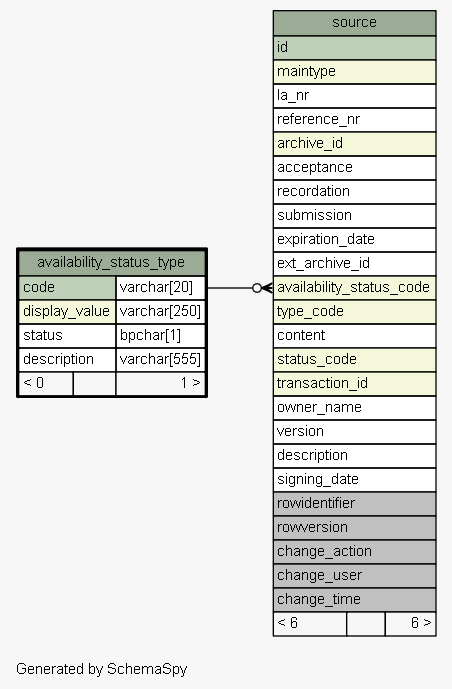 availability_status_type
code varchar[20]
display_value varchar[250]
status bpchar[1]
description varchar[555]
< 0 1 >
source
id
maintype
la_nr
reference_nr
archive_id
acceptance
recordation
submission
expiration_date
ext_archive_id
availability_status_code
type_code
content
status_code
transaction_id
owner_name
version
description
signing_date
rowidentifier
rowversion
change_action
change_user
change_time
< 6 6 >
Generated by SchemaSpy